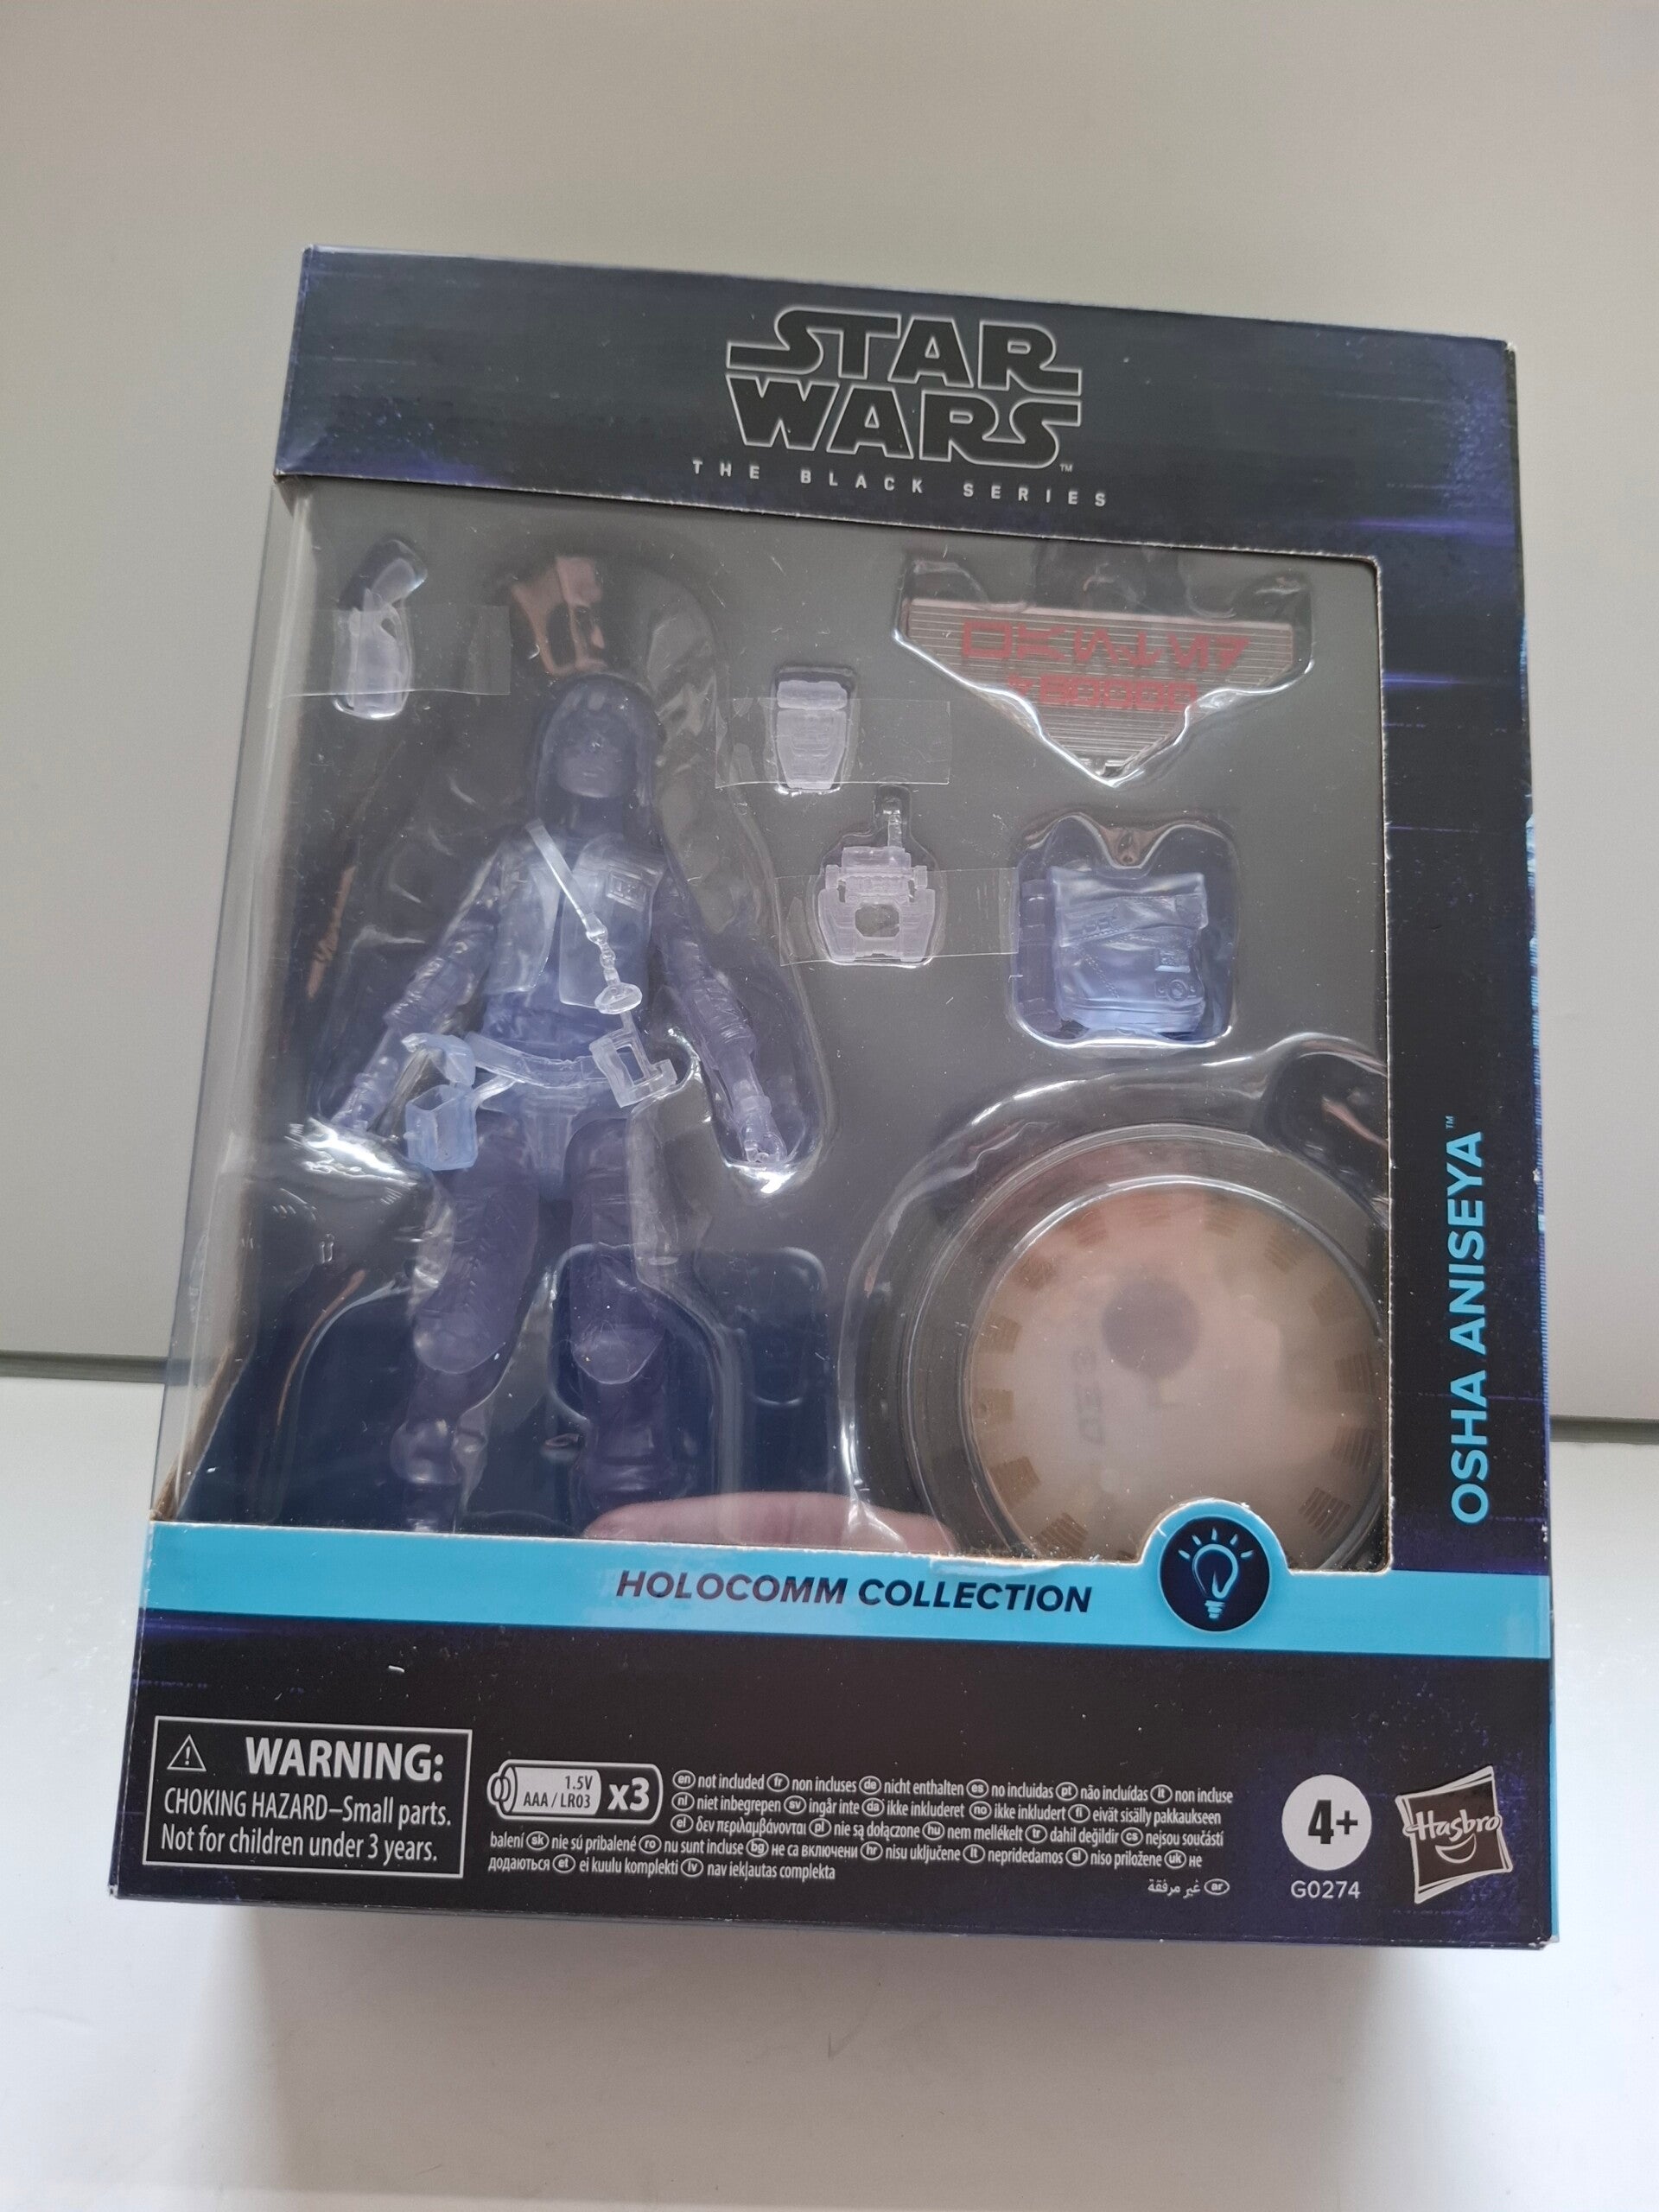 STAR
WARS™
THE BLACK SERIES
OSHA ANISEYA™
HOLOCOMM COLLECTION
WARNING:
CHOKING HAZARD–Small parts.
Not for children under 3 years.
1.5V
AAA / LR03
x3
en not included fr non incluses de nicht enthalten es no incluidas pt não incluídas it non incluse
nl niet inbegrepen sv ingår inte da ikke inkluderet no ikke inkludert fi eivät sisälly pakkaukseen
el δεν περιλαμβάνονται pl nie są dołączone hu nem mellékelt tr dahil değildir cs nejsou součástí
balení sk nie sú pribalené ro nu sunt incluse bg не са включени hr nisu uključene lt nepridedamos sl niso priložene uk не
додаються et ei kuulu komplekti lv nav iekļautas complekta
ar غير مرفقة
4+
G0274
Hasbro